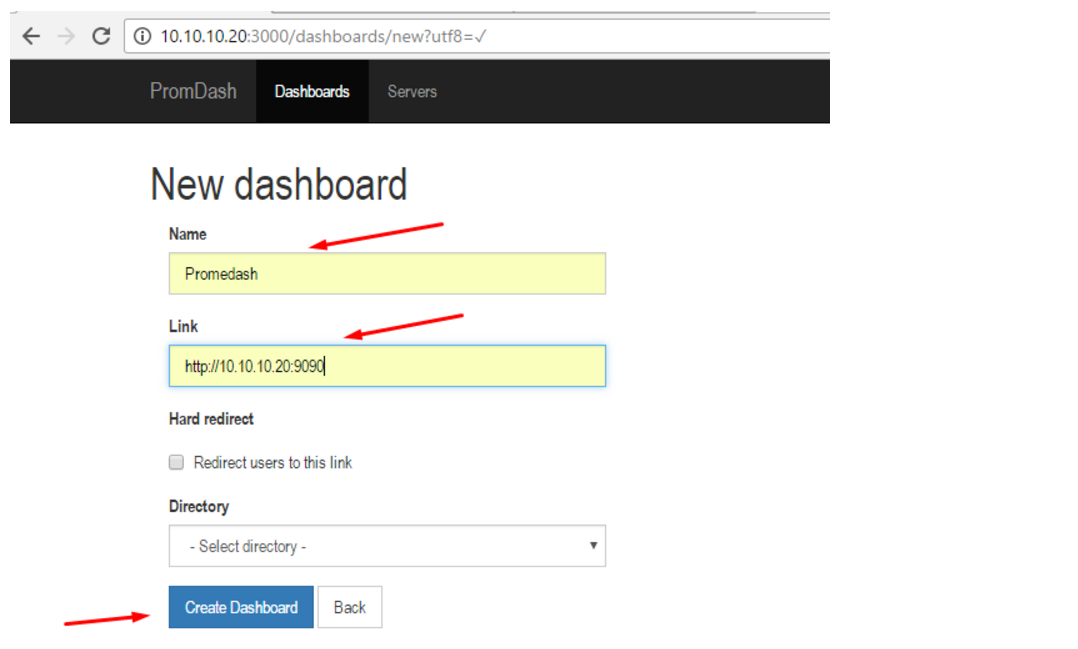 10.10.10.20:3000/dashboards/new?utf8=✓
PromDash Dashboards Servers
New dashboard
Name
Promedash
Link
http://10.10.10.20:9090
Hard redirect
Redirect users to this link
Directory
- Select directory -
Create Dashboard Back